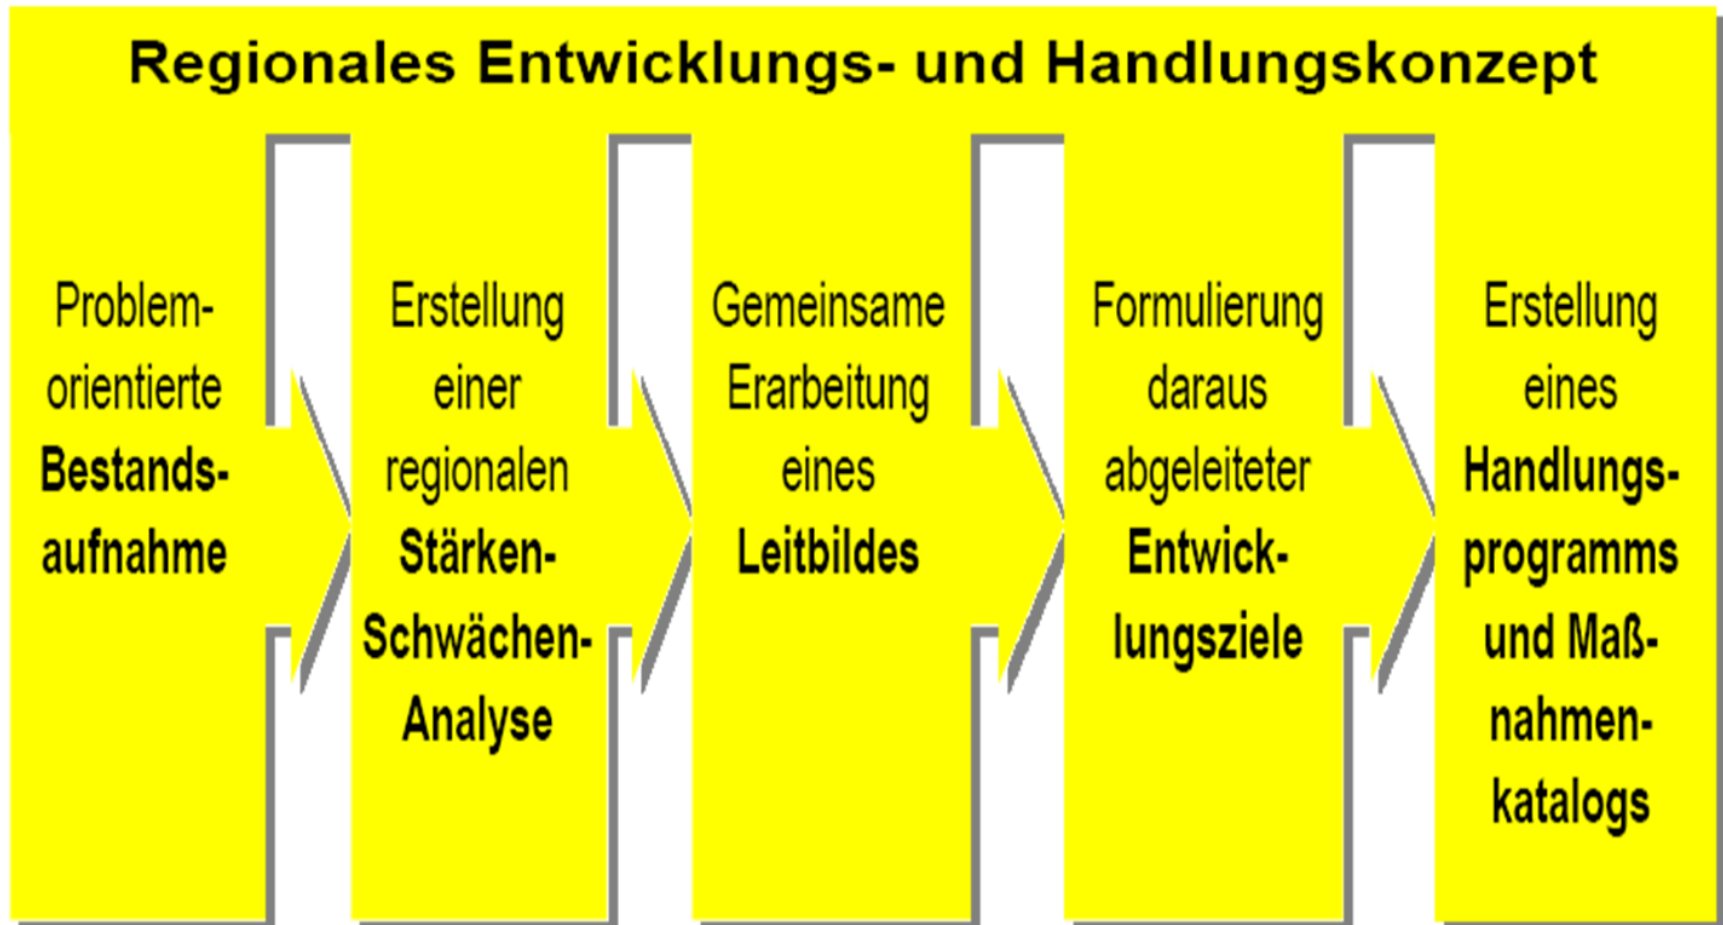 Regionales Entwicklungs- und Handlungskonzept
Problem-
orientierte
Bestands-
aufnahme
Erstellung
einer
regionalen
Stärken-
Schwächen-
Analyse
Gemeinsame
Erarbeitung
eines
Leitbildes
Formulierung
daraus
abgeleiteter
Entwick-
lungsziele
Erstellung
eines
Handlungs-
programms
und Maß-
nahmen-
katalogs